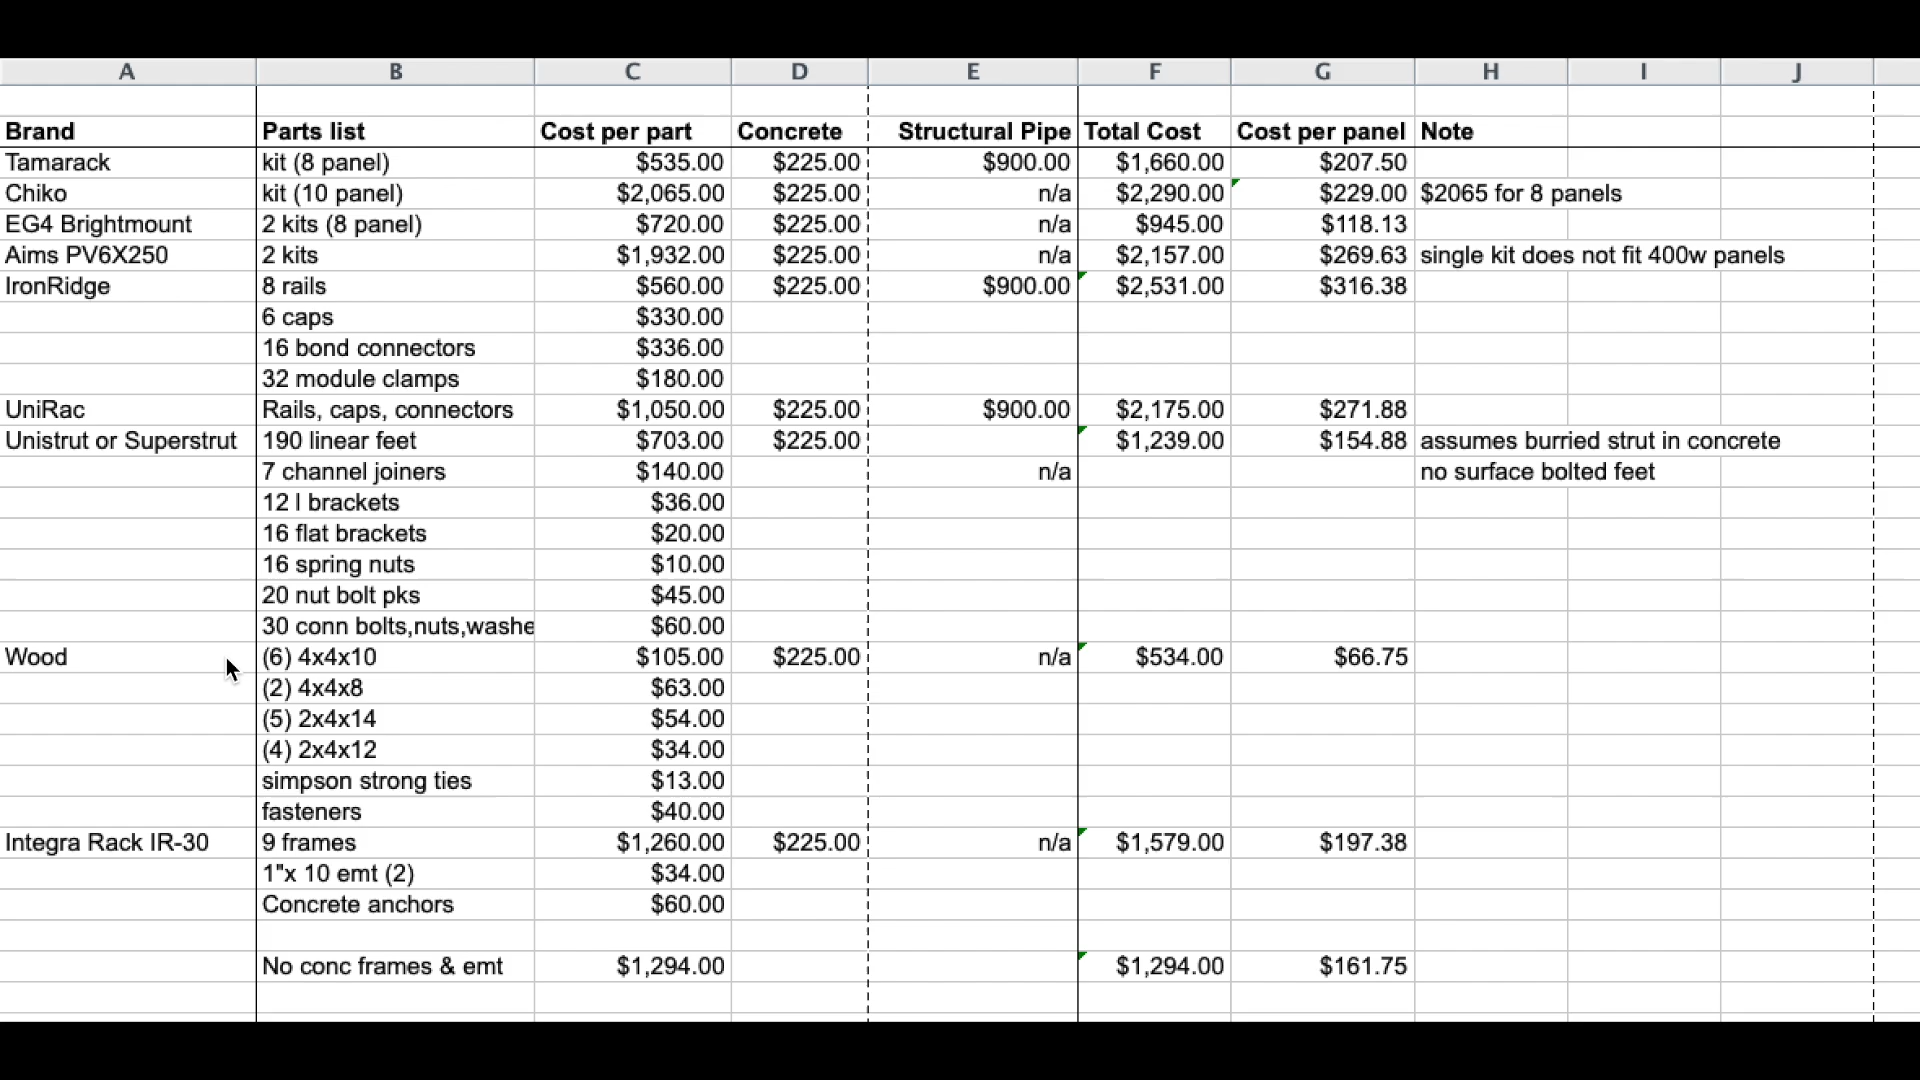 A B C D E F G H I J
Brand Parts list Cost per part Concrete Structural Pipe Total Cost Cost per panel Note
Tamarack kit (8 panel) $535.00 $225.00 $900.00 $1,660.00 $207.50
Chiko kit (10 panel) $2,065.00 $225.00 n/a $2,290.00 $229.00 $2065 for 8 panels
EG4 Brightmount 2 kits (8 panel) $720.00 $225.00 n/a $945.00 $118.13
Aims PV6X250 2 kits $1,932.00 $225.00 n/a $2,157.00 $269.63 single kit does not fit 400w panels
IronRidge 8 rails $560.00 $225.00 $900.00 $2,531.00 $316.38
6 caps $330.00
16 bond connectors $336.00
32 module clamps $180.00
UniRac Rails, caps, connectors $1,050.00 $225.00 $900.00 $2,175.00 $271.88
Unistrut or Superstrut 190 linear feet $703.00 $225.00 $1,239.00 $154.88 assumes burried strut in concrete
7 channel joiners $140.00 n/a no surface bolted feet
12 l brackets $36.00
16 flat brackets $20.00
16 spring nuts $10.00
20 nut bolt pks $45.00
30 conn bolts,nuts,washe $60.00
Wood (6) 4x4x10 $105.00 $225.00 n/a $534.00 $66.75
(2) 4x4x8 $63.00
(5) 2x4x14 $54.00
(4) 2x4x12 $34.00
simpson strong ties $13.00
fasteners $40.00
Integra Rack IR-30 9 frames $1,260.00 $225.00 n/a $1,579.00 $197.38
1"x 10 emt (2) $34.00
Concrete anchors $60.00
No conc frames & emt $1,294.00 $1,294.00 $161.75